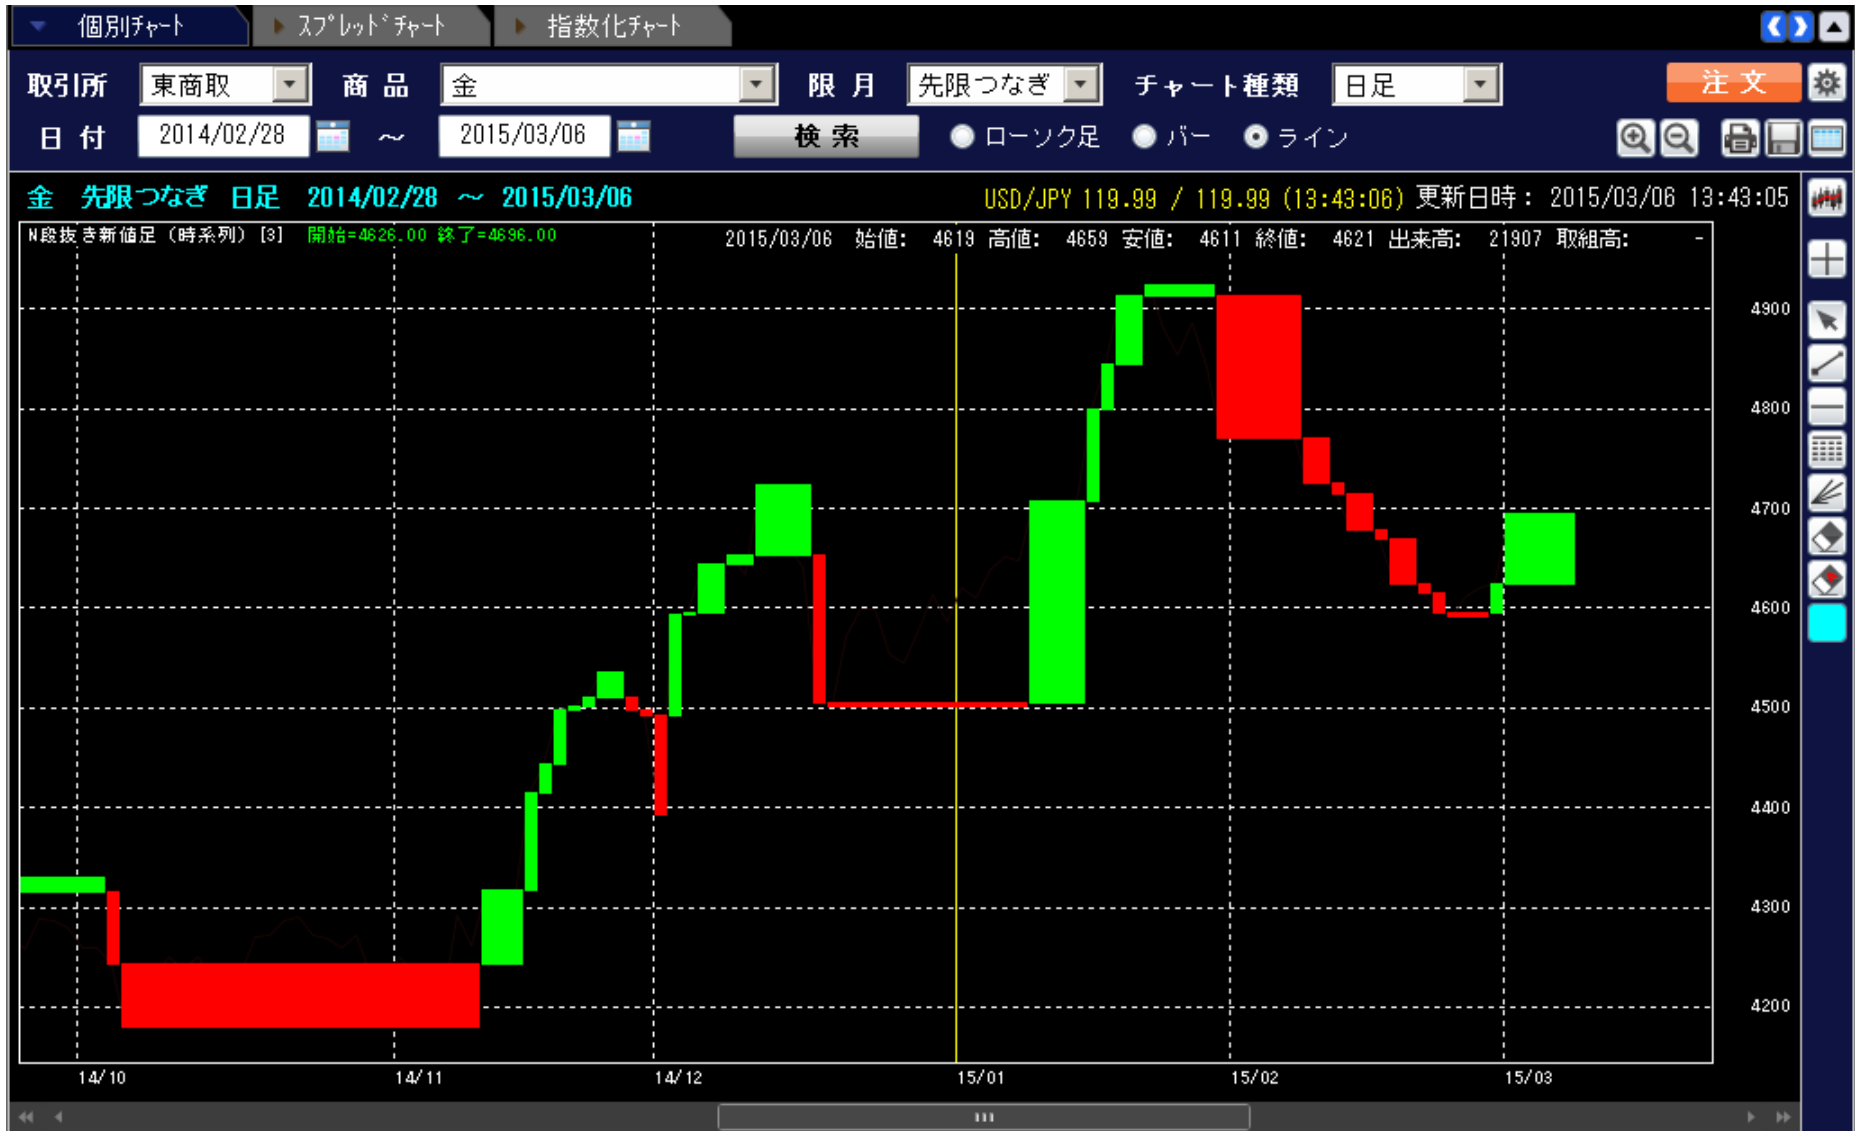 個別ﾁｬｰﾄ ｽﾌﾟﾚｯﾄﾞﾁｬｰﾄ 指数化ﾁｬｰﾄ
取引所 東商取 商品 金 限月 先限つなぎ チャート種類 日足 注文
日付 2014/02/28 ～ 2015/03/06 検索 ローソク足 バー ライン
金 先限つなぎ 日足 2014/02/28 ～ 2015/03/06 USD/JPY 119.99 / 119.99 (13:43:06) 更新日時： 2015/03/06 13:43:05
N段抜き新値足（時系列）[3] 開始=4626.00 終了=4696.00 2015/03/06 始値: 4619 高値: 4659 安値: 4611 終値: 4621 出来高: 21907 取組高: -
4900
4800
4700
4600
4500
4400
4300
4200
14/10 14/11 14/12 15/01 15/02 15/03